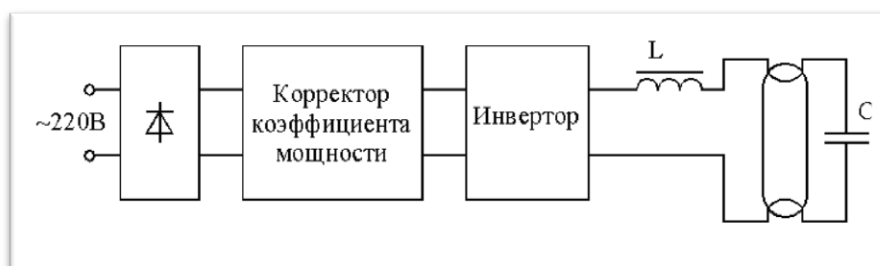 ~220В
Корректор
коэффициента
мощности
Инвертор
L
C